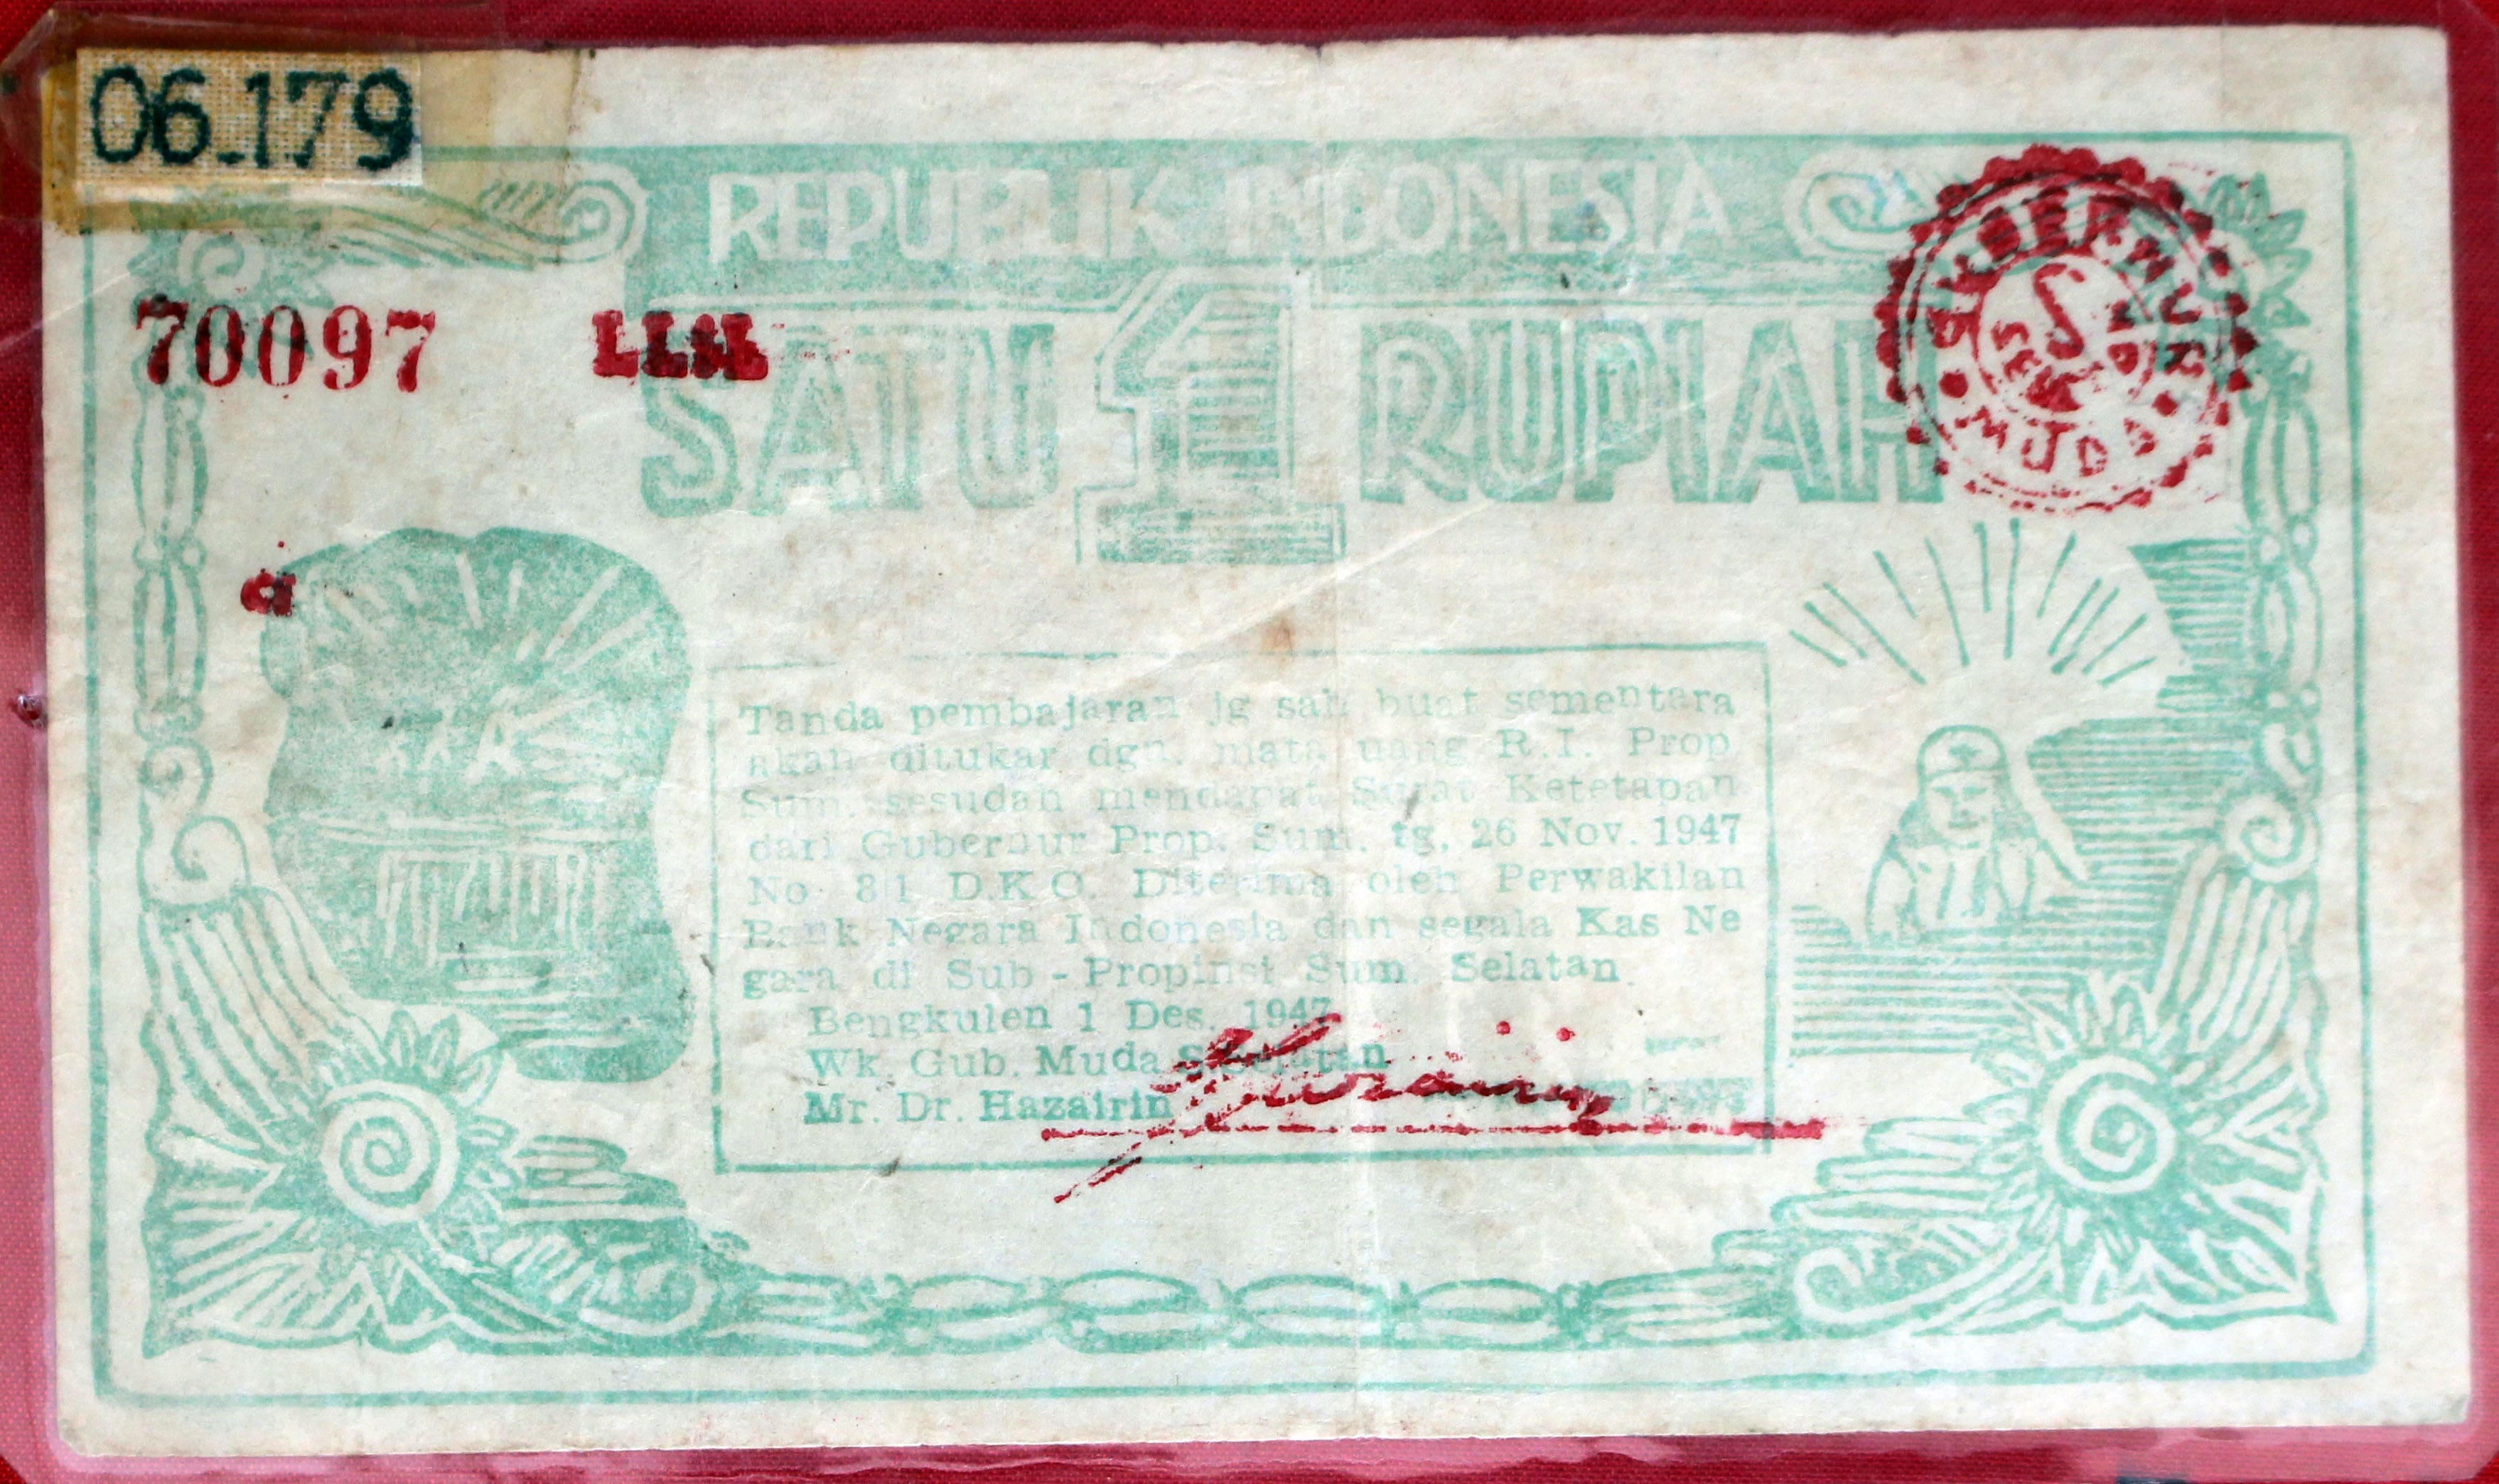 06.179
REPUBLIK INDONESIA
70097
SATU 1 RUPIAH
GUBERNUR
MUDA
a
Tanda pembajaran jg sah buat sementara
akan ditukar dgn. mata uang R.I. Prop
Sum. sesudah mendapat Surat Ketetapan
dari Gubernur Prop. Sum. tg. 26 Nov. 1947
No 81 D.K.O. Diterima oleh Perwakilan
Bank Negara Indonesia dan segala Kas Ne
gara di Sub - Propinsi Sum. Selatan.
Bengkulen 1 Des. 1947
Wk. Gub. Muda
Mr. Dr. Hazairin